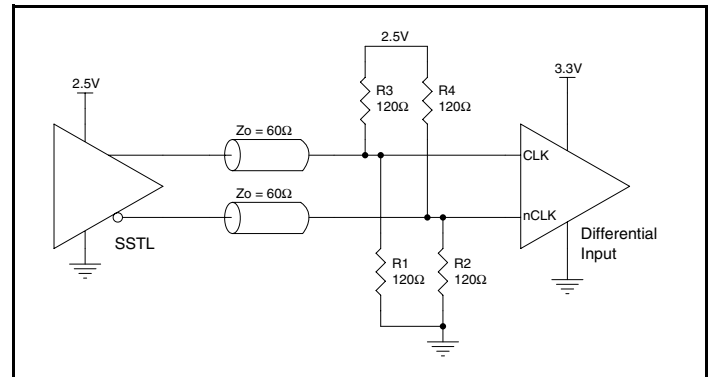 2.5V
2.5V
3.3V
R3
120Ω
R4
120Ω
Zo = 60Ω
CLK
Zo = 60Ω
nCLK
SSTL
Differential
Input
R1
120Ω
R2
120Ω